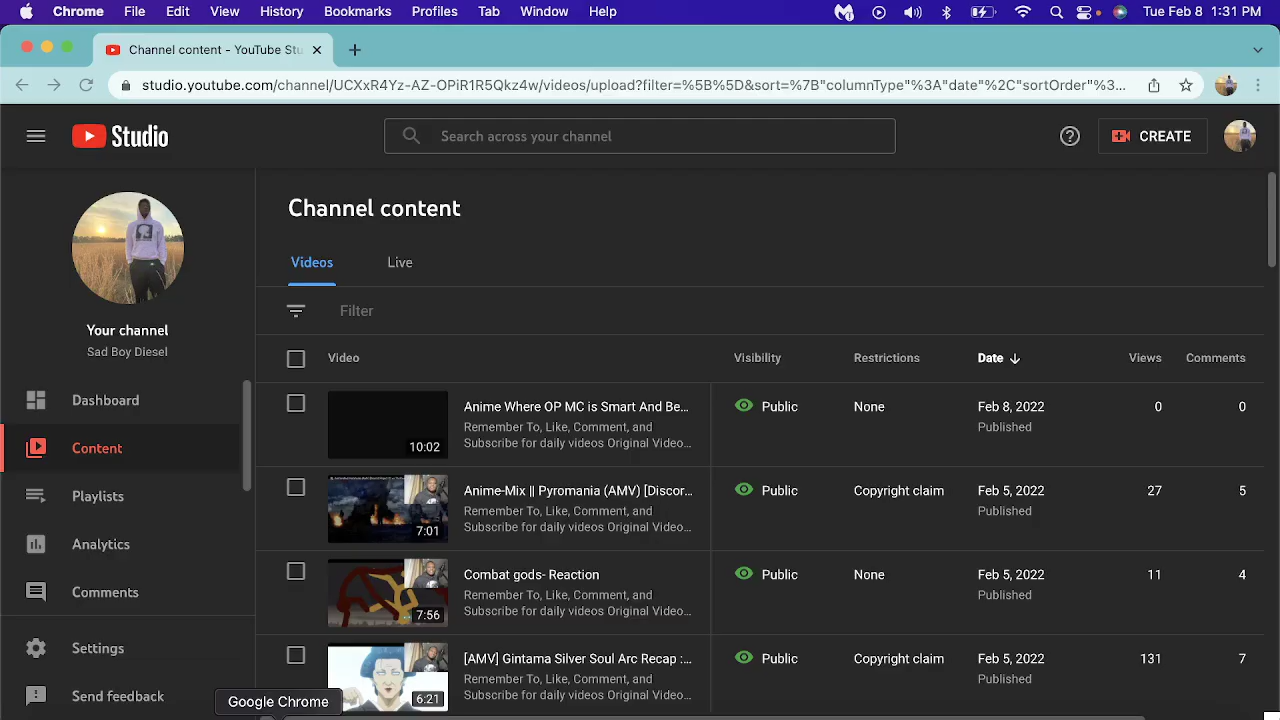 Chrome File Edit View History Bookmarks Profiles Tab Window Help Tue Feb 8 1:31 PM
Channel content - YouTube Stu
studio.youtube.com/channel/UCXxR4Yz-AZ-OPiR1R5Qkz4w/videos/upload?filter=%5B%5D&sort=%7B"columnType"%3A"date"%2C"sortOrder"%3...
Studio
Search across your channel
CREATE
Your channel
Sad Boy Diesel
Dashboard
Content
Playlists
Analytics
Comments
Settings
Send feedback
Google Chrome
Channel content
Videos Live
Filter
Video Visibility Restrictions Date Views Comments
10:02
Anime Where OP MC is Smart And Be...
Remember To, Like, Comment, and
Subscribe for daily videos Original Video...
Public None Feb 8, 2022 0 0
Published
7:01
Anime-Mix || Pyromania (AMV) [Discor...
Remember To, Like, Comment, and
Subscribe for daily videos Original Video...
Public Copyright claim Feb 5, 2022 27 5
Published
7:56
Combat gods- Reaction
Remember To, Like, Comment, and
Subscribe for daily videos Original Video...
Public None Feb 5, 2022 11 4
Published
6:21
[AMV] Gintama Silver Soul Arc Recap :...
Remember To, Like, Comment, and
Subscribe for daily videos Original Video...
Public Copyright claim Feb 5, 2022 131 7
Published